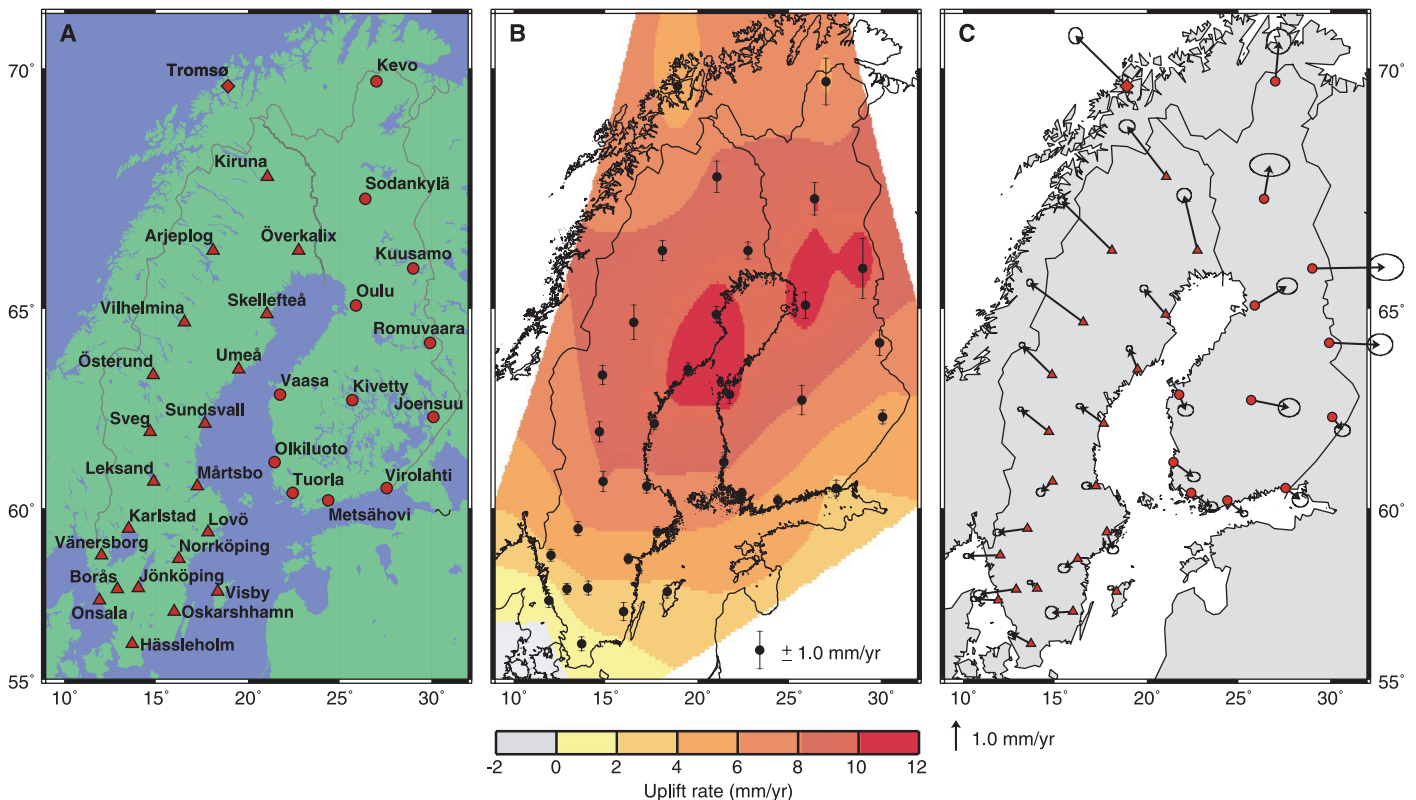 A
Tromsø
Kevo
Kiruna
Sodankylä
Arjeplog
Överkalix
Kuusamo
Skellefteå
Oulu
Vilhelmina
Romuvaara
Umeå
Österund
Vaasa
Kivetty
Joensuu
Sundsvall
Sveg
Olkiluoto
Leksand
Mårtsbo
Tuorla
Virolahti
Metsähovi
Karlstad
Lovö
Vänersborg
Norrköping
Borås
Jönköping
Visby
Onsala
Oskarshhamn
Hässleholm
70˚
65˚
60˚
55˚
10 15 20 25 30
B
± 1.0 mm/yr
10 15 20 25 30
-2 0 2 4 6 8 10 12
Uplift rate (mm/yr)
C
70˚
65˚
60˚
55˚
10 15 20 25 30
1.0 mm/yr